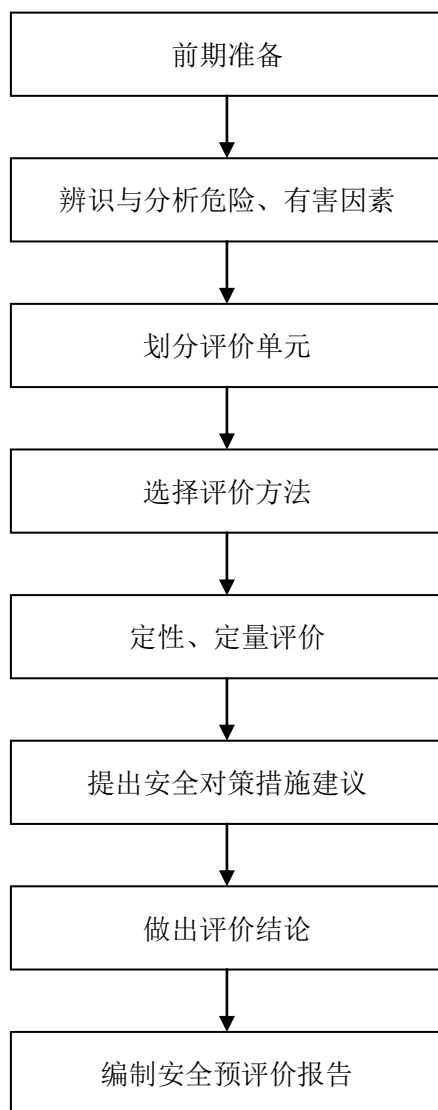 前期准备
辨识与分析危险、有害因素
划分评价单元
选择评价方法
定性、定量评价
提出安全对策措施建议
做出评价结论
编制安全预评价报告